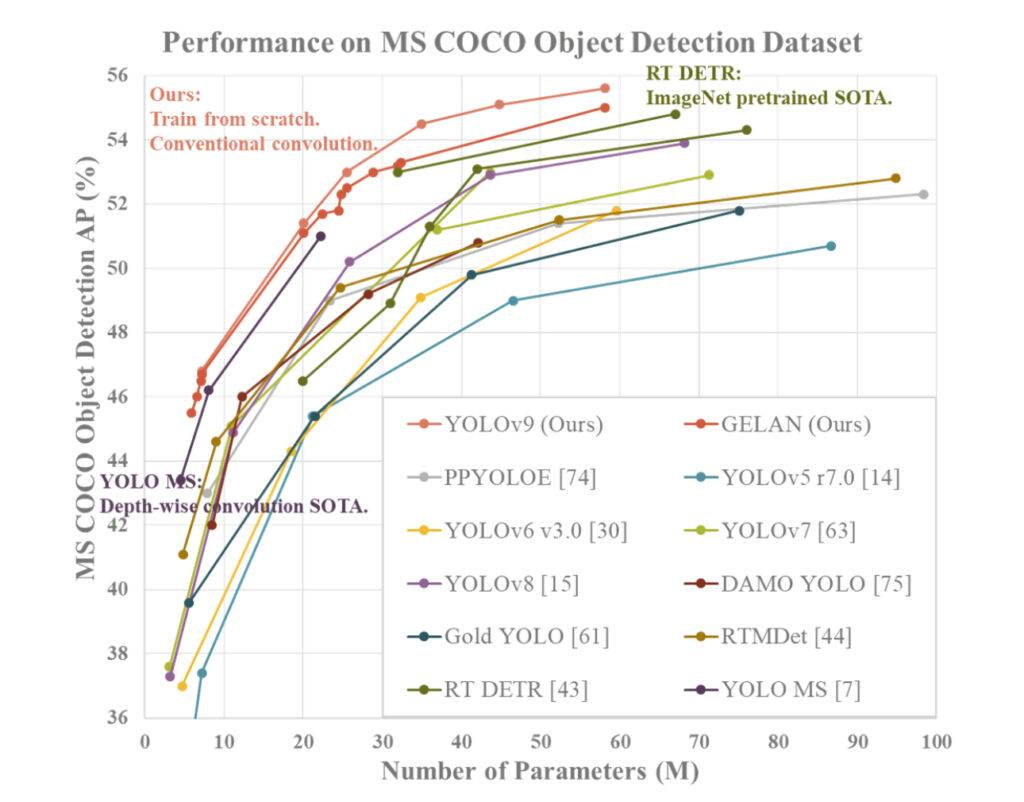 Performance on MS COCO Object Detection Dataset
RT DETR:
ImageNet pretrained SOTA.
Ours:
Train from scratch.
Conventional convolution.
YOLO MS:
Depth-wise convolution SOTA.
MS COCO Object Detection AP (%)
56
54
52
50
48
46
44
42
40
38
36
YOLOv9 (Ours)
GELAN (Ours)
PPYOLOE [74]
YOLOv5 r7.0 [14]
YOLOv6 v3.0 [30]
YOLOv7 [63]
YOLOv8 [15]
DAMO YOLO [75]
Gold YOLO [61]
RTMDet [44]
RT DETR [43]
YOLO MS [7]
0 10 20 30 40 50 60 70 80 90 100
Number of Parameters (M)